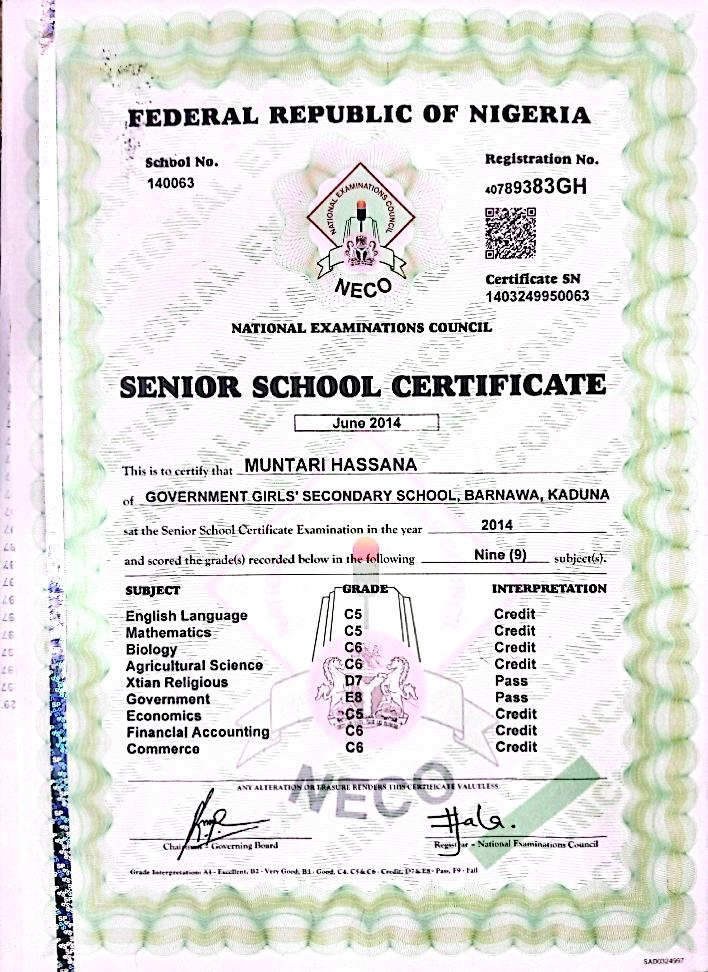 FEDERAL REPUBLIC OF NIGERIA
School No.
140063
Registration No.
40789383GH
NATIONAL EXAMINATIONS COUNCIL
NECO
Certificate SN
1403249950063
NATIONAL EXAMINATIONS COUNCIL
SENIOR SCHOOL CERTIFICATE
June 2014
This is to certify that MUNTARI HASSANA
of GOVERNMENT GIRLS' SECONDARY SCHOOL, BARNAWA, KADUNA
sat the Senior School Certificate Examination in the year 2014
and scored the grade(s) recorded below in the following Nine (9) subject(s).
SUBJECT GRADE INTERPRETATION
English Language C5 Credit
Mathematics C5 Credit
Biology C6 Credit
Agricultural Science C6 Credit
Xtian Religious D7 Pass
Government E8 Pass
Economics C5 Credit
Financial Accounting C6 Credit
Commerce C6 Credit
NECO
ANY ALTERATION OR ERASURE RENDERS THIS CERTIFICATE VALUELESS
Chairman - Governing Board
Registrar - National Examinations Council
Grade Interpretation: A1 - Excellent, B2 - Very Good, B3 - Good, C4, C5 & C6 - Credit, D7 & E8 - Pass, F9 - Fail
SAD0324997